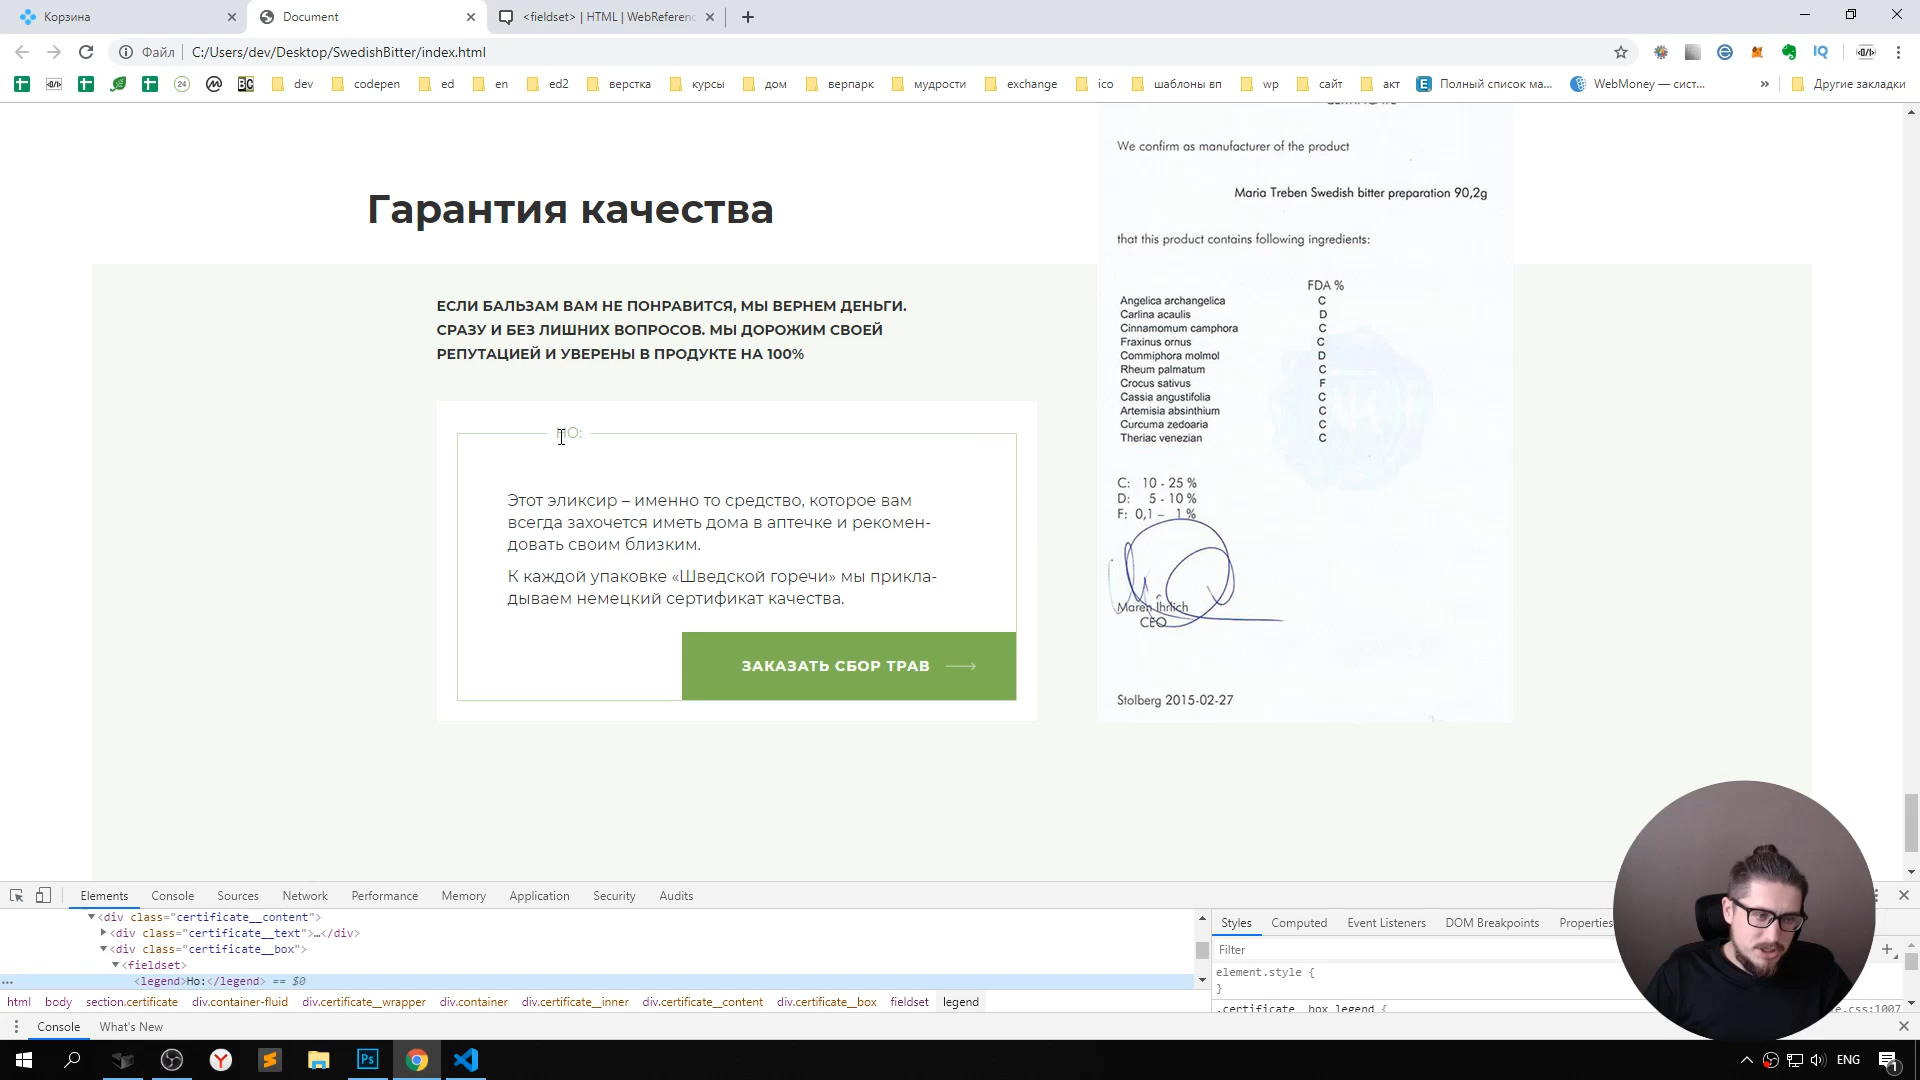 Корзина
Document
<fieldset> | HTML | WebReferenc
Файл
C:/Users/dev/Desktop/SwedishBitter/index.html
dev
codepen
ed
en
ed2
верстка
курсы
дом
верпарк
мудрости
exchange
ico
шаблоны вп
wp
сайт
акт
Полный список ма...
WebMoney — сист...
»
Другие закладки
We confirm as manufacturer of the product
Maria Treben Swedish bitter preparation 90,2g
that this product contains following ingredients:
FDA %
Angelica archangelica C
Carlina acaulis D
Cinnamomum camphora C
Fraxinus ornus C
Commiphora molmol D
Rheum palmatum C
Crocus sativus F
Cassia angustifolia C
Artemisia absinthium C
Curcuma zedoaria C
Theriac venezian C
C: 10 - 25 %
D: 5 - 10 %
F: 0,1 – 1 %
Maren Ihrlich
CEO
Stolberg 2015-02-27
Гарантия качества
ЕСЛИ БАЛЬЗАМ ВАМ НЕ ПОНРАВИТСЯ, МЫ ВЕРНЕМ ДЕНЬГИ.
СРАЗУ И БЕЗ ЛИШНИХ ВОПРОСОВ. МЫ ДОРОЖИМ СВОЕЙ
РЕПУТАЦИЕЙ И УВЕРЕНЫ В ПРОДУКТЕ НА 100%
НО:
Этот эликсир – именно то средство, которое вам
всегда захочется иметь дома в аптечке и рекомен-
довать своим близким.
К каждой упаковке «Шведской горечи» мы прикла-
дываем немецкий сертификат качества.
ЗАКАЗАТЬ СБОР ТРАВ
Elements
Console
Sources
Network
Performance
Memory
Application
Security
Audits
<div class="certificate__content">
<div class="certificate__text">…</div>
<div class="certificate__box">
<fieldset>
<legend>Но:</legend> == $0
html
body
section.certificate
div.container-fluid
div.certificate__wrapper
div.container
div.certificate__inner
div.certificate__content
div.certificate__box
fieldset
legend
Styles
Computed
Event Listeners
DOM Breakpoints
Properties
Filter
element.style {
}
.certificate__box legend {
e.css:1007
Console
What's New
ENG